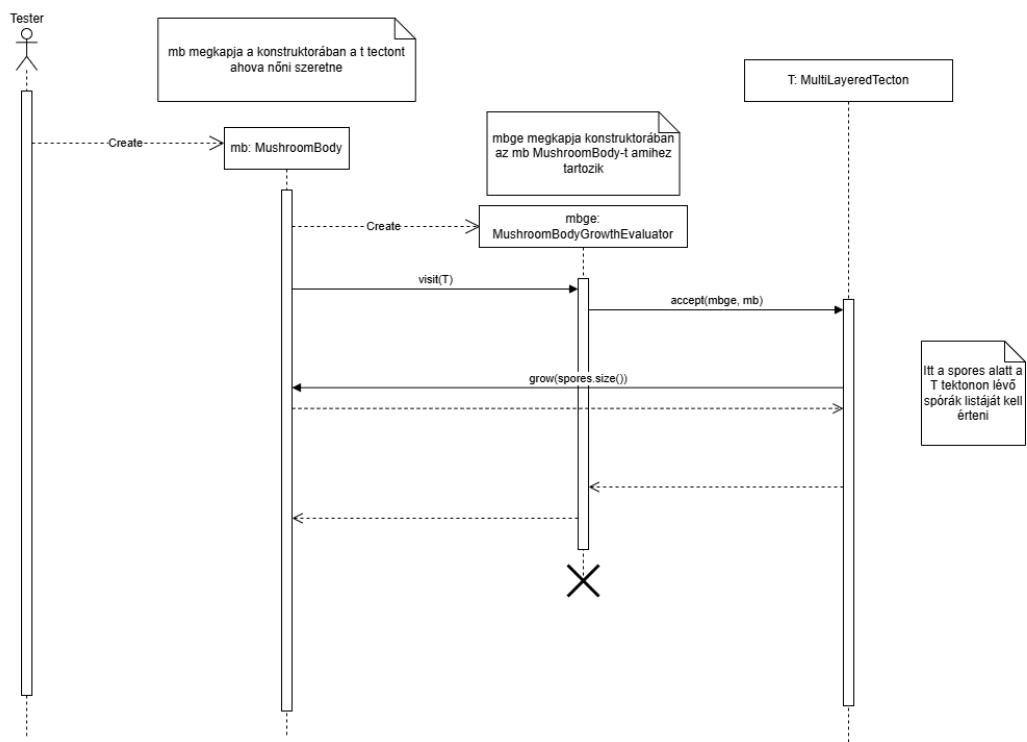 Tester
mb megkapja a konstruktorában a t tectont
ahova nőni szeretne
T: MultiLayeredTecton
mbge megkapja konstruktorában
az mb MushroomBody-t amihez
tartozik
Create
mb: MushroomBody
Create
mbge:
MushroomBodyGrowthEvaluator
visit(T)
accept(mbge, mb)
Itt a spores alatt a
T tektonon lévő
spórák listáját kell
érteni
grow(spores.size())